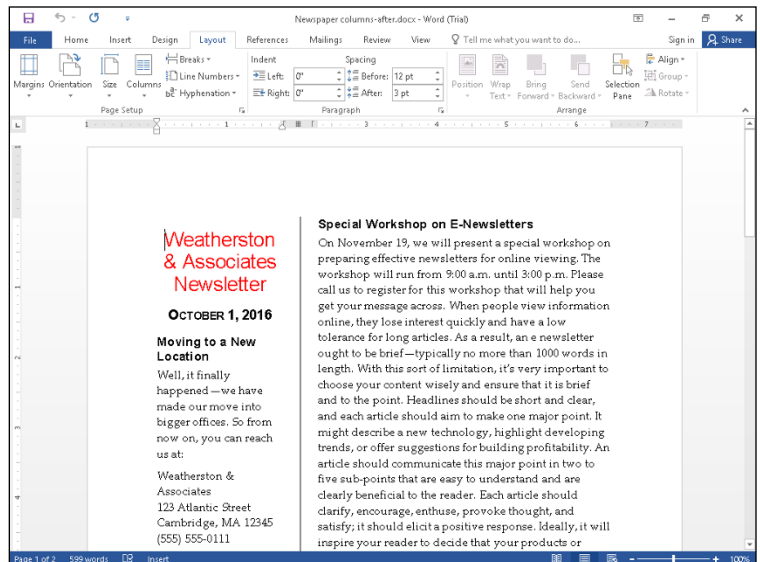 Newspaper columns-after.docx - Word (Trial)
File Home Insert Design Layout References Mailings Review View Tell me what you want to do... Sign in Share
Margins Orientation Size Columns
Breaks
Line Numbers
Hyphenation
Page Setup
Indent Spacing
Left: 0" Before: 12 pt
Right: 0" After: 3 pt
Paragraph
Position Wrap Text Bring Forward Send Backward Selection Pane
Align
Group
Rotate
Arrange
1 1 3 4 5 6 7
Weatherston
& Associates
Newsletter
OCTOBER 1, 2016
Moving to a New
Location
Well, it finally
happened—we have
made our move into
bigger offices. So from
now on, you can reach
us at:
Weatherston &
Associates
123 Atlantic Street
Cambridge, MA 12345
(555) 555-0111
Special Workshop on E-Newsletters
On November 19, we will present a special workshop on
preparing effective newsletters for online viewing. The
workshop will run from 9:00 a.m. until 3:00 p.m. Please
call us to register for this workshop that will help you
get your message across. When people view information
online, they lose interest quickly and have a low
tolerance for long articles. As a result, an e newsletter
ought to be brief—typically no more than 1000 words in
length. With this sort of limitation, it's very important to
choose your content wisely and ensure that it is brief
and to the point. Headlines should be short and clear,
and each article should aim to make one major point. It
might describe a new technology, highlight developing
trends, or offer suggestions for building profitability. An
article should communicate this major point in two to
five sub-points that are easy to understand and are
clearly beneficial to the reader. Each article should
clarify, encourage, enthuse, provoke thought, and
satisfy; it should elicit a positive response. Ideally, it will
inspire your reader to decide that your products or
Page 1 of 2 599 words Insert 100%